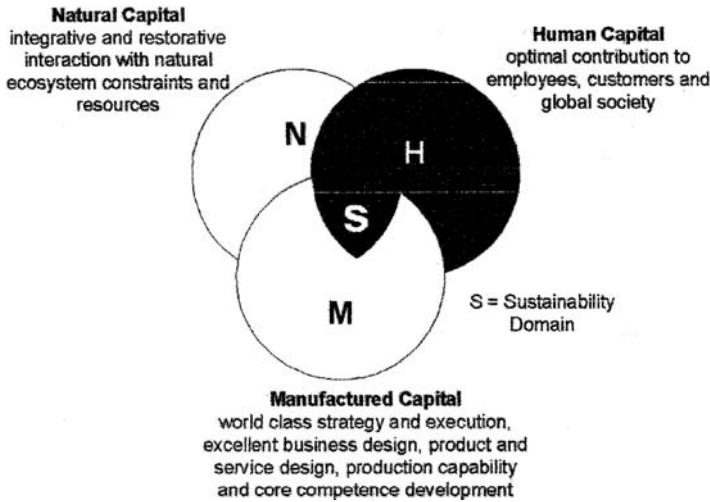 Natural Capital
integrative and restorative
interaction with natural
ecosystem constraints and
resources
Human Capital
optimal contribution to
employees, customers and
global society
N
H
S
M
S = Sustainability
Domain
Manufactured Capital
world class strategy and execution,
excellent business design, product and
service design, production capability
and core competence development